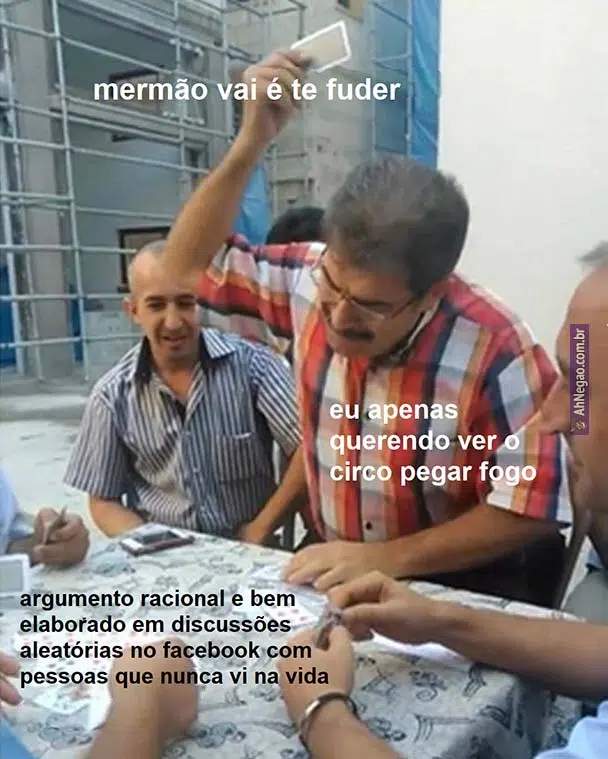 mermão vai é te fuder
eu apenas
querendo ver o
circo pegar fogo
AhNegao.com.br
argumento racional e bem
elaborado em discussões
aleatórias no facebook com
pessoas que nunca vi na vida